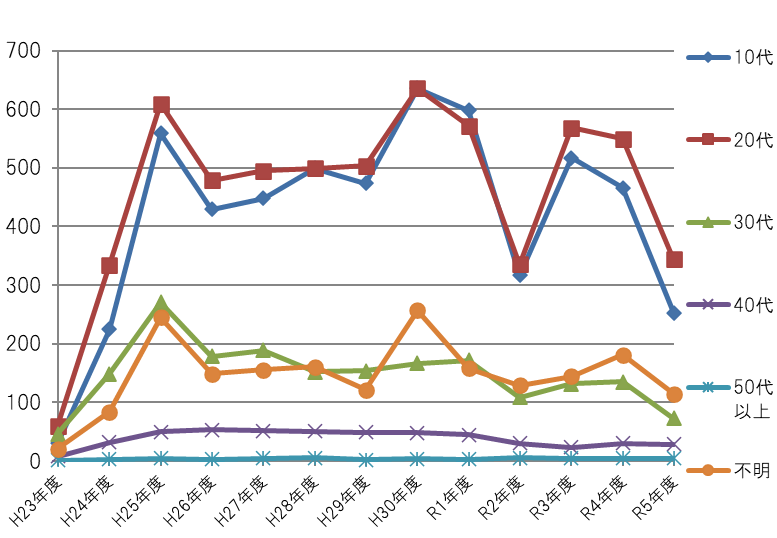 700
600
500
400
300
200
100
0
H23年度
H24年度
H25年度
H26年度
H27年度
H28年度
H29年度
H30年度
R1年度
R2年度
R3年度
R4年度
R5年度
10代
20代
30代
40代
50代
以上
不明